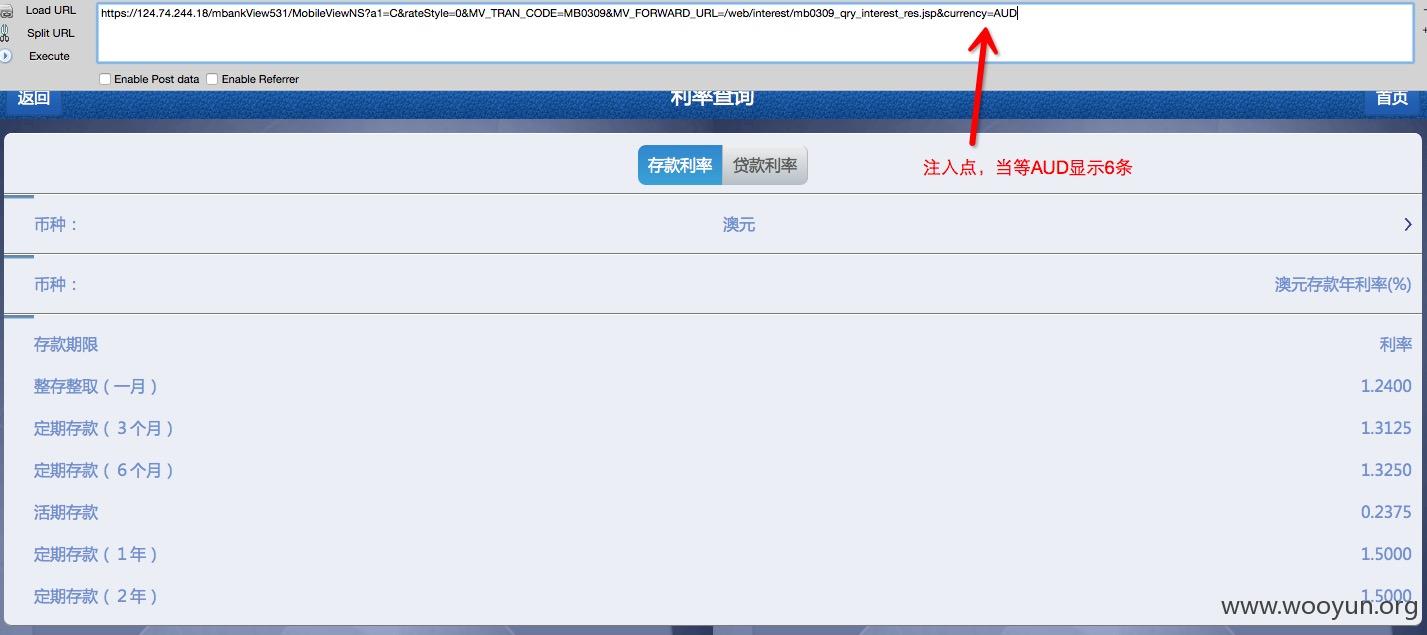 Load URL
https://124.74.244.18/mbankView531/MobileViewNS?a1=C&rateStyle=0&MV_TRAN_CODE=MB0309&MV_FORWARD_URL=/web/interest/mb0309_qry_interest_res.jsp&currency=AUD
Split URL
Execute
Enable Post data Enable Referrer
返回 利率查询 首页
存款利率 贷款利率
注入点，当等AUD显示6条
币种： 澳元
币种： 澳元存款年利率(%)
存款期限 利率
整存整取（一月） 1.2400
定期存款（3个月） 1.3125
定期存款（6个月） 1.3250
活期存款 0.2375
定期存款（1年） 1.5000
定期存款（2年） 1.5000
www.wooyun.org